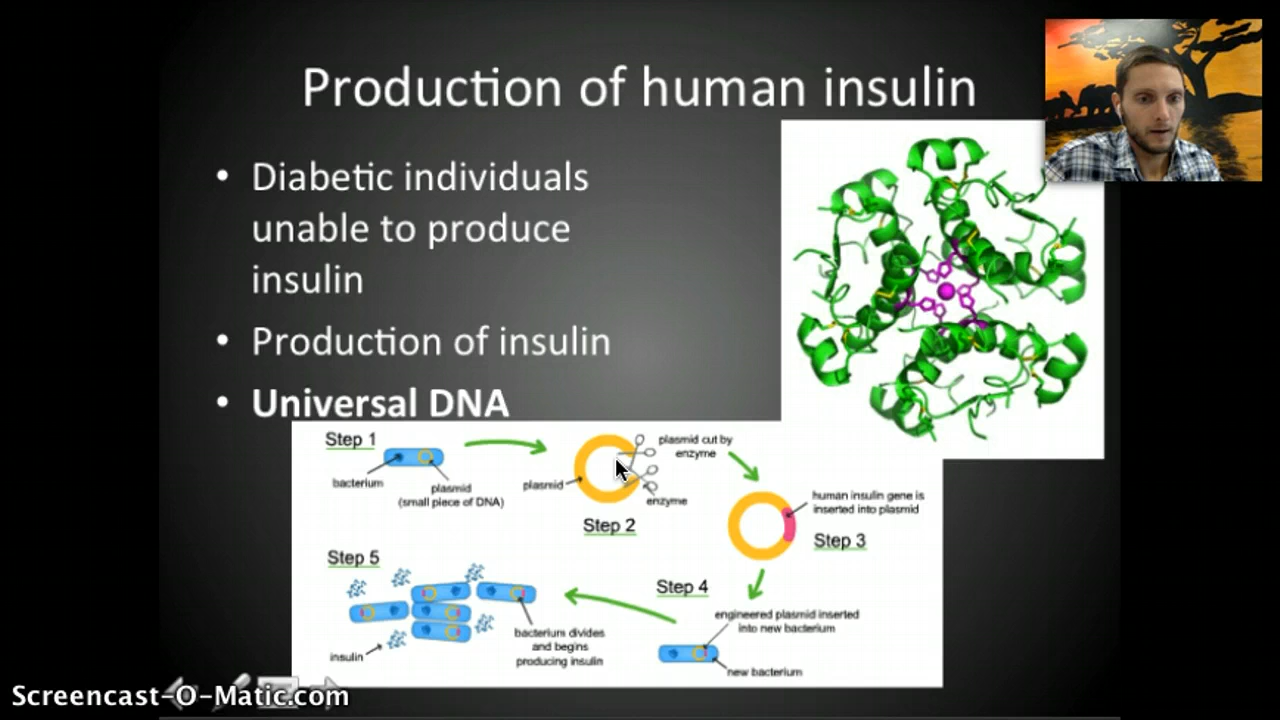 Production of human insulin
• Diabetic individuals
unable to produce
insulin
• Production of insulin
• Universal DNA
Step 1
bacterium
plasmid
(small piece of DNA)
plasmid
plasmid cut by
enzyme
enzyme
Step 2
human insulin gene is
inserted into plasmid
Step 3
Step 4
engineered plasmid inserted
into new bacterium
new bacterium
Step 5
bacterium divides
and begins
producing insulin
insulin
Screencast-O-Matic.com